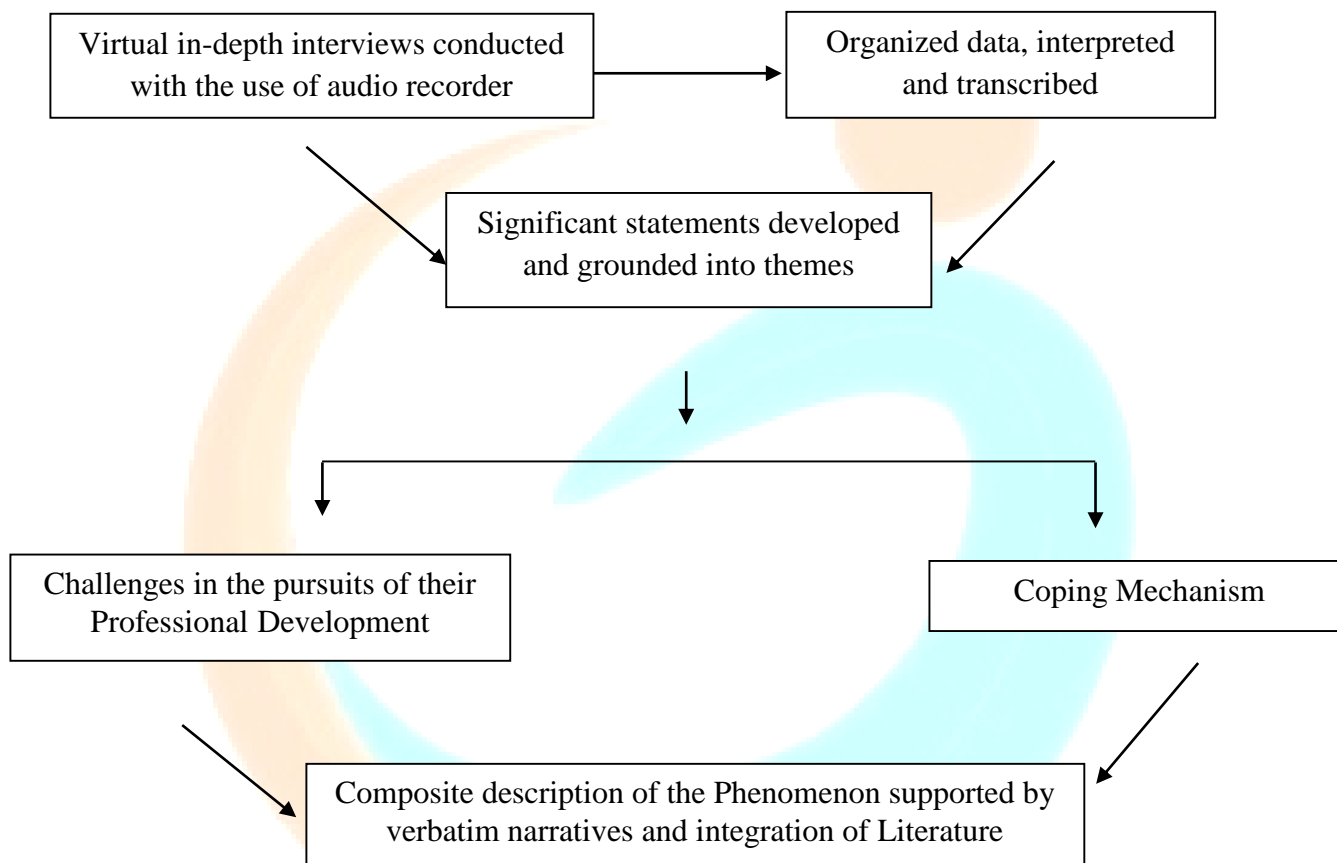 Virtual in-depth interviews conducted
with the use of audio recorder
Organized data, interpreted
and transcribed
Significant statements developed
and grounded into themes
Challenges in the pursuits of their
Professional Development
Coping Mechanism
Composite description of the Phenomenon supported by
verbatim narratives and integration of Literature